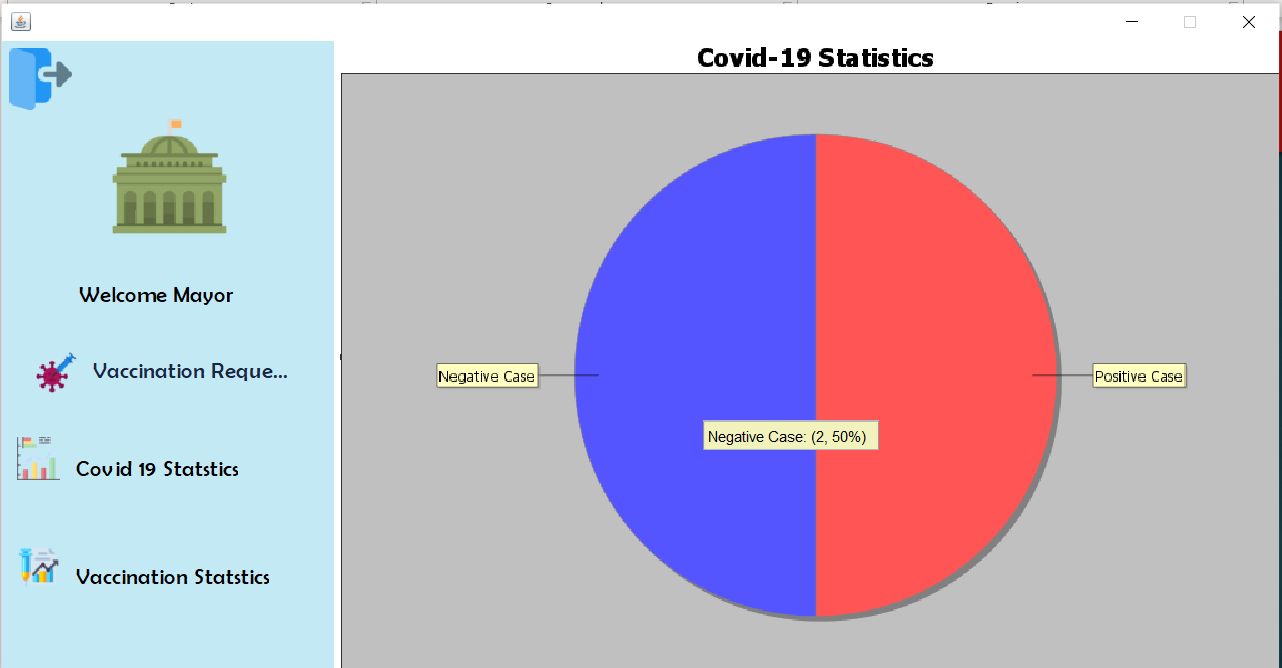 Covid-19 Statistics
Welcome Mayor
Vaccination Reque...
Covid 19 Statstics
Vaccination Statstics
Negative Case
Positive Case
Negative Case: (2, 50%)